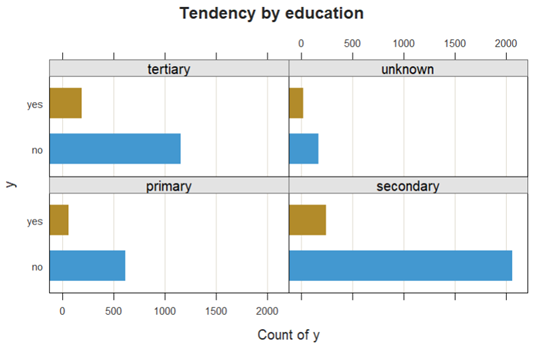 Tendency by education
0 500 1000 1500 2000
tertiary unknown
yes
no
primary secondary
yes
no
y
0 500 1000 1500 2000
Count of y